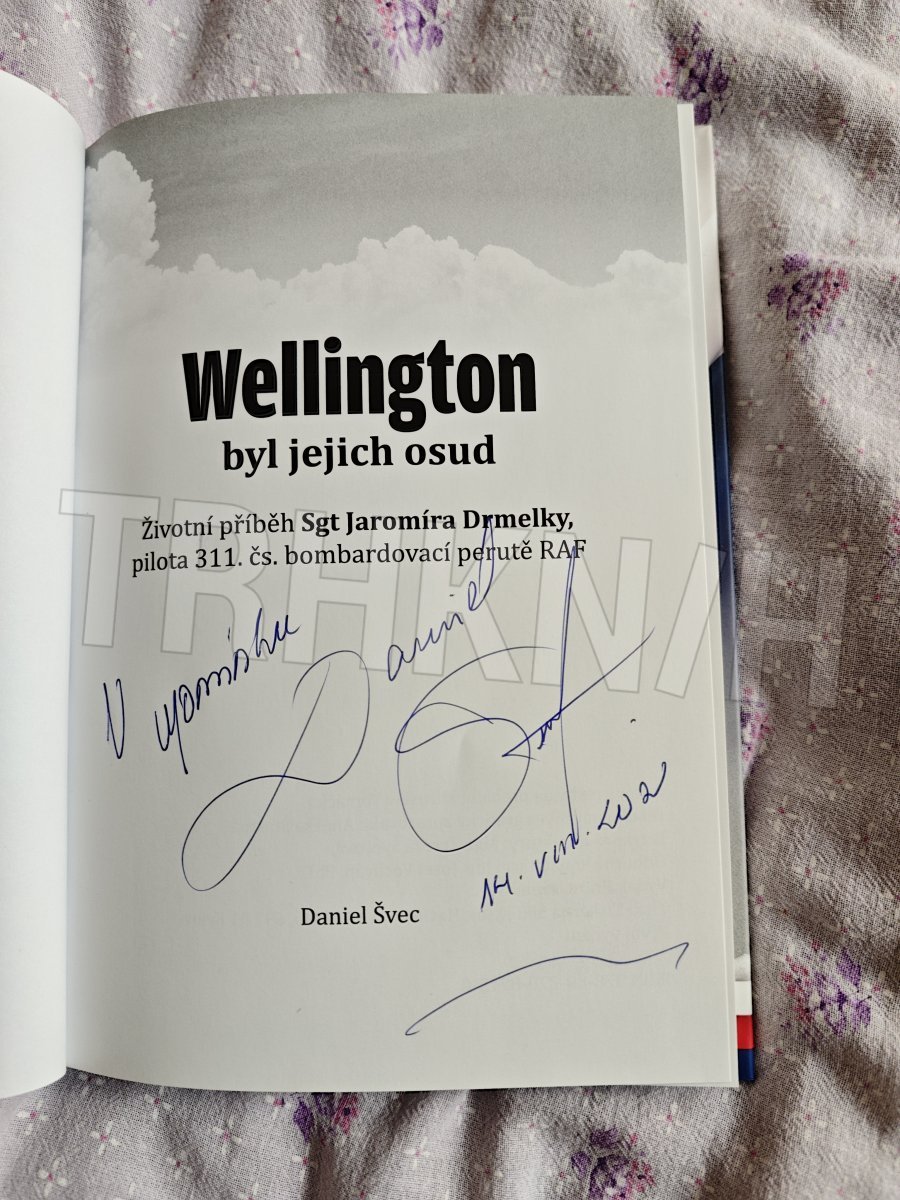 Wellington
byl jejich osud
Životní příběh Sgt Jaromíra Drmelky,
pilota 311. čs. bombardovací perutě RAF
TRHKNIH
V upomínku Daniel
14. VIII. 202
Daniel Švec